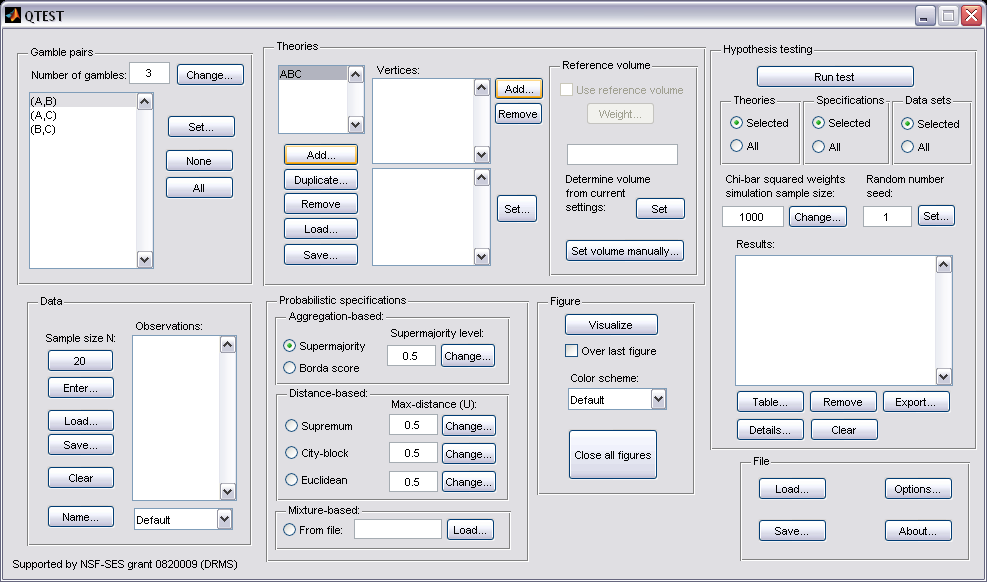 QTEST
Gamble pairs
Number of gambles: 3 Change...
(A,B)
(A,C)
(B,C)
Set...
None
All
Theories
ABC
Add...
Duplicate...
Remove
Load...
Save...
Vertices:
Add...
Remove
Set...
Reference volume
Use reference volume
Weight...
Determine volume
from current
settings:
Set
Set volume manually...
Hypothesis testing
Run test
Theories
Selected
All
Specifications
Selected
All
Data sets
Selected
All
Chi-bar squared weights
simulation sample size:
1000 Change...
Random number
seed:
1 Set...
Results:
Table... Remove Export...
Details... Clear
Data
Sample size N:
20
Enter...
Load...
Save...
Clear
Name...
Observations:
Default
Probabilistic specifications
Aggregation-based:
Supermajority
Borda score
Supermajority level:
0.5 Change...
Distance-based:
Max-distance (U):
Supremum 0.5 Change...
City-block 0.5 Change...
Euclidean 0.5 Change...
Mixture-based:
From file: Load...
Figure
Visualize
Over last figure
Color scheme:
Default
Close all figures
File
Load... Options...
Save... About...
Supported by NSF-SES grant 0820009 (DRMS)